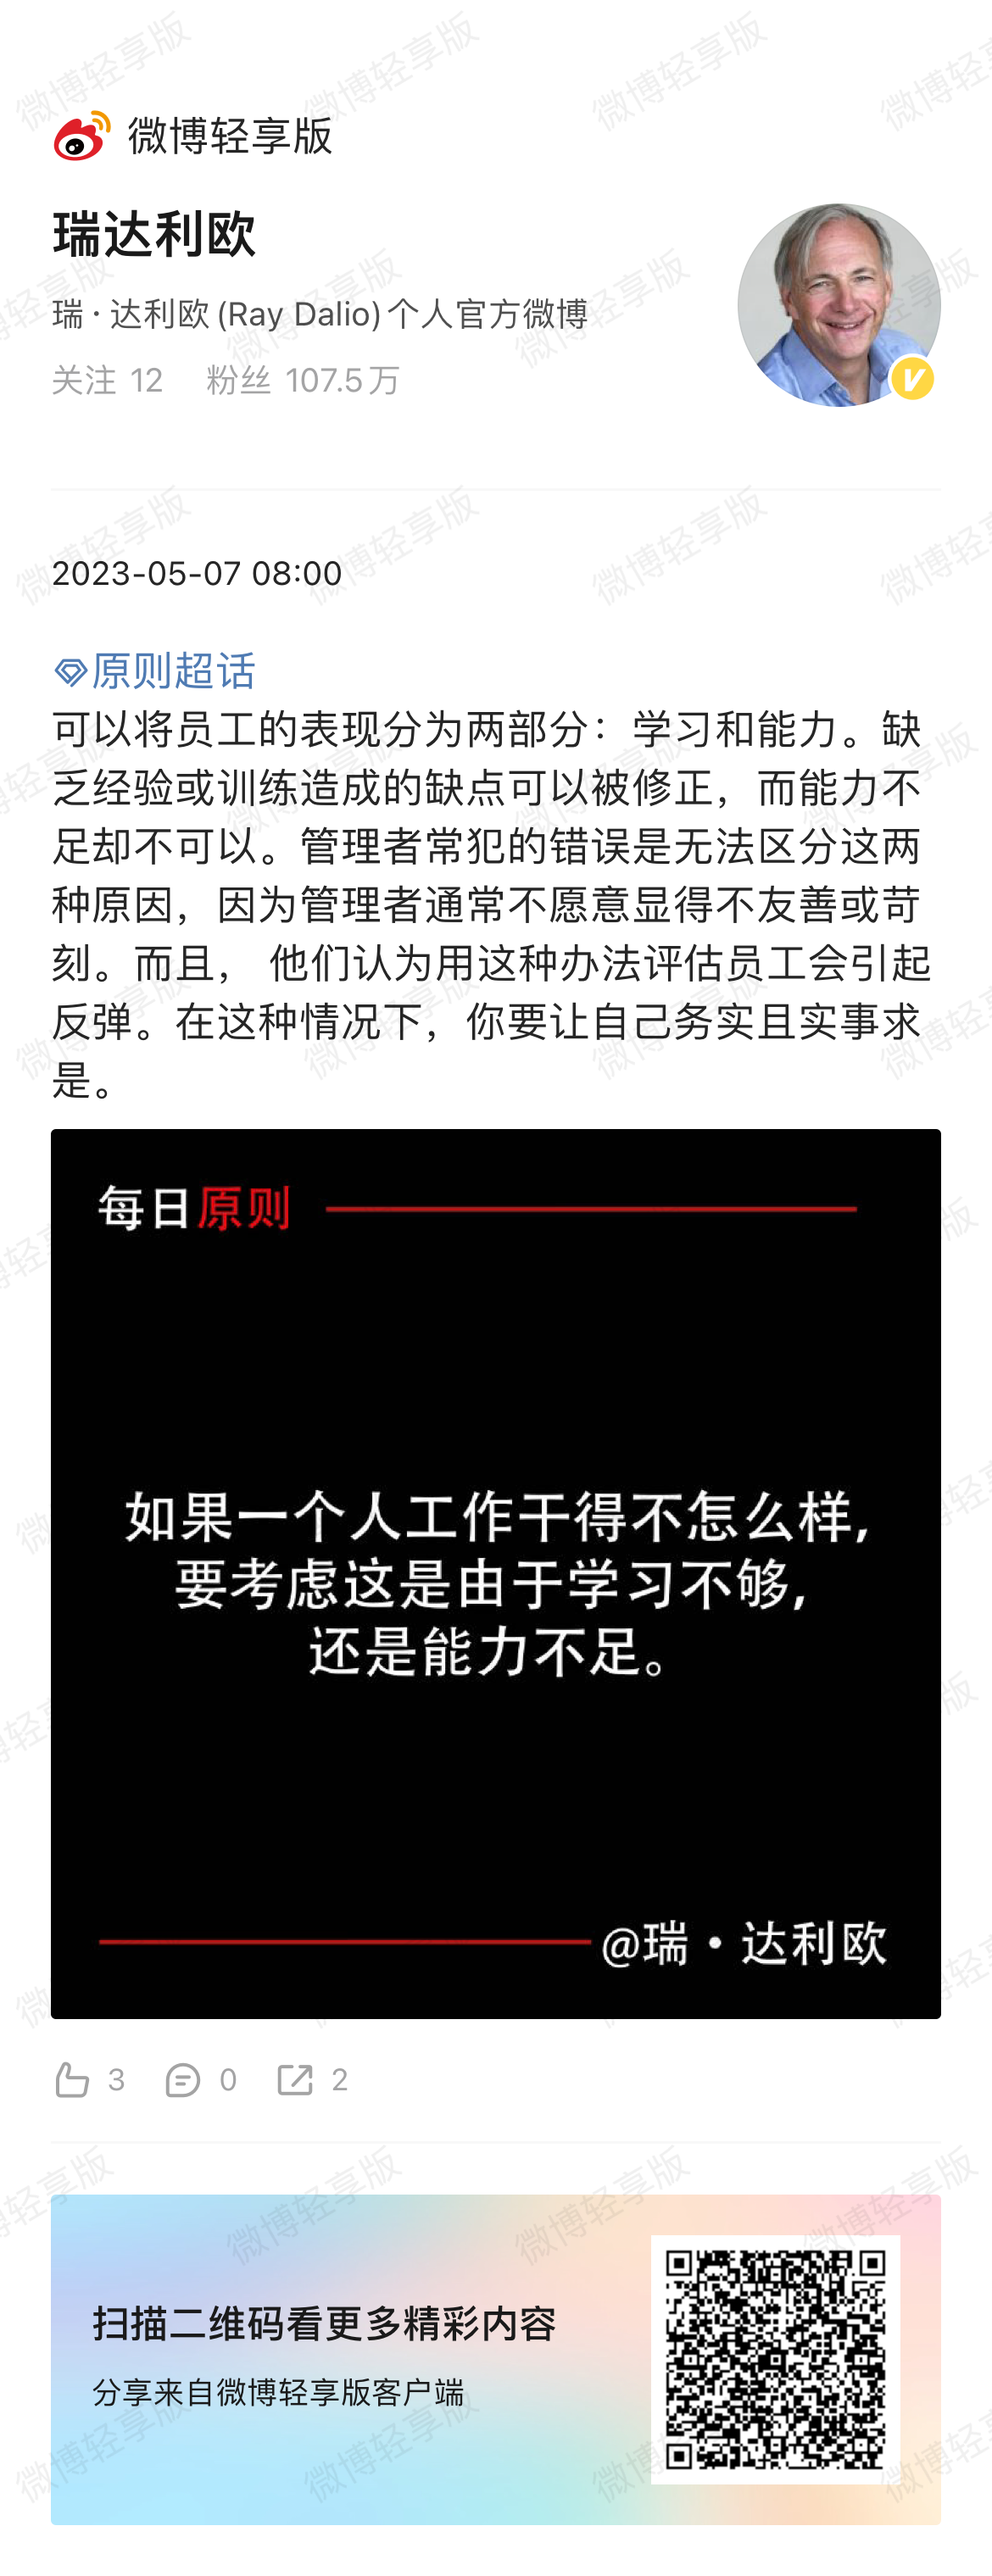 微博轻享版
瑞达利欧
瑞·达利欧(Ray Dalio)个人官方微博
关注 12 粉丝 107.5万
2023-05-07 08:00
原则超话
可以将员工的表现分为两部分：学习和能力。缺
乏经验或训练造成的缺点可以被修正，而能力不
足却不可以。管理者常犯的错误是无法区分这两
种原因，因为管理者通常不愿意显得不友善或苛
刻。而且， 他们认为用这种办法评估员工会引起
反弹。在这种情况下，你要让自己务实且实事求
是。
每日原则
如果一个人工作干得不怎么样,
要考虑这是由于学习不够,
还是能力不足。
@瑞·达利欧
3 0 2
扫描二维码看更多精彩内容
分享来自微博轻享版客户端